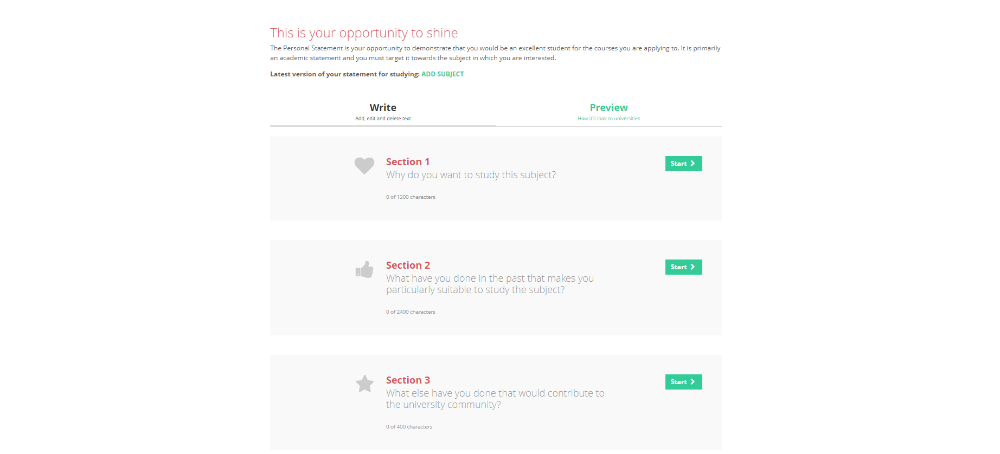 This is your opportunity to shine
The Personal Statement is your opportunity to demonstrate that you would be an excellent student for the courses you are applying to. It is primarily
an academic statement and you must target it towards the subject in which you are interested.
Latest version of your statement for studying: ADD SUBJECT
Write
Add, edit and delete text
Preview
How it'll look to universities
Section 1
Why do you want to study this subject?
0 of 1200 characters
Start
Section 2
What have you done in the past that makes you
particularly suitable to study the subject?
0 of 2400 characters
Start
Section 3
What else have you done that would contribute to
the university community?
0 of 400 characters
Start